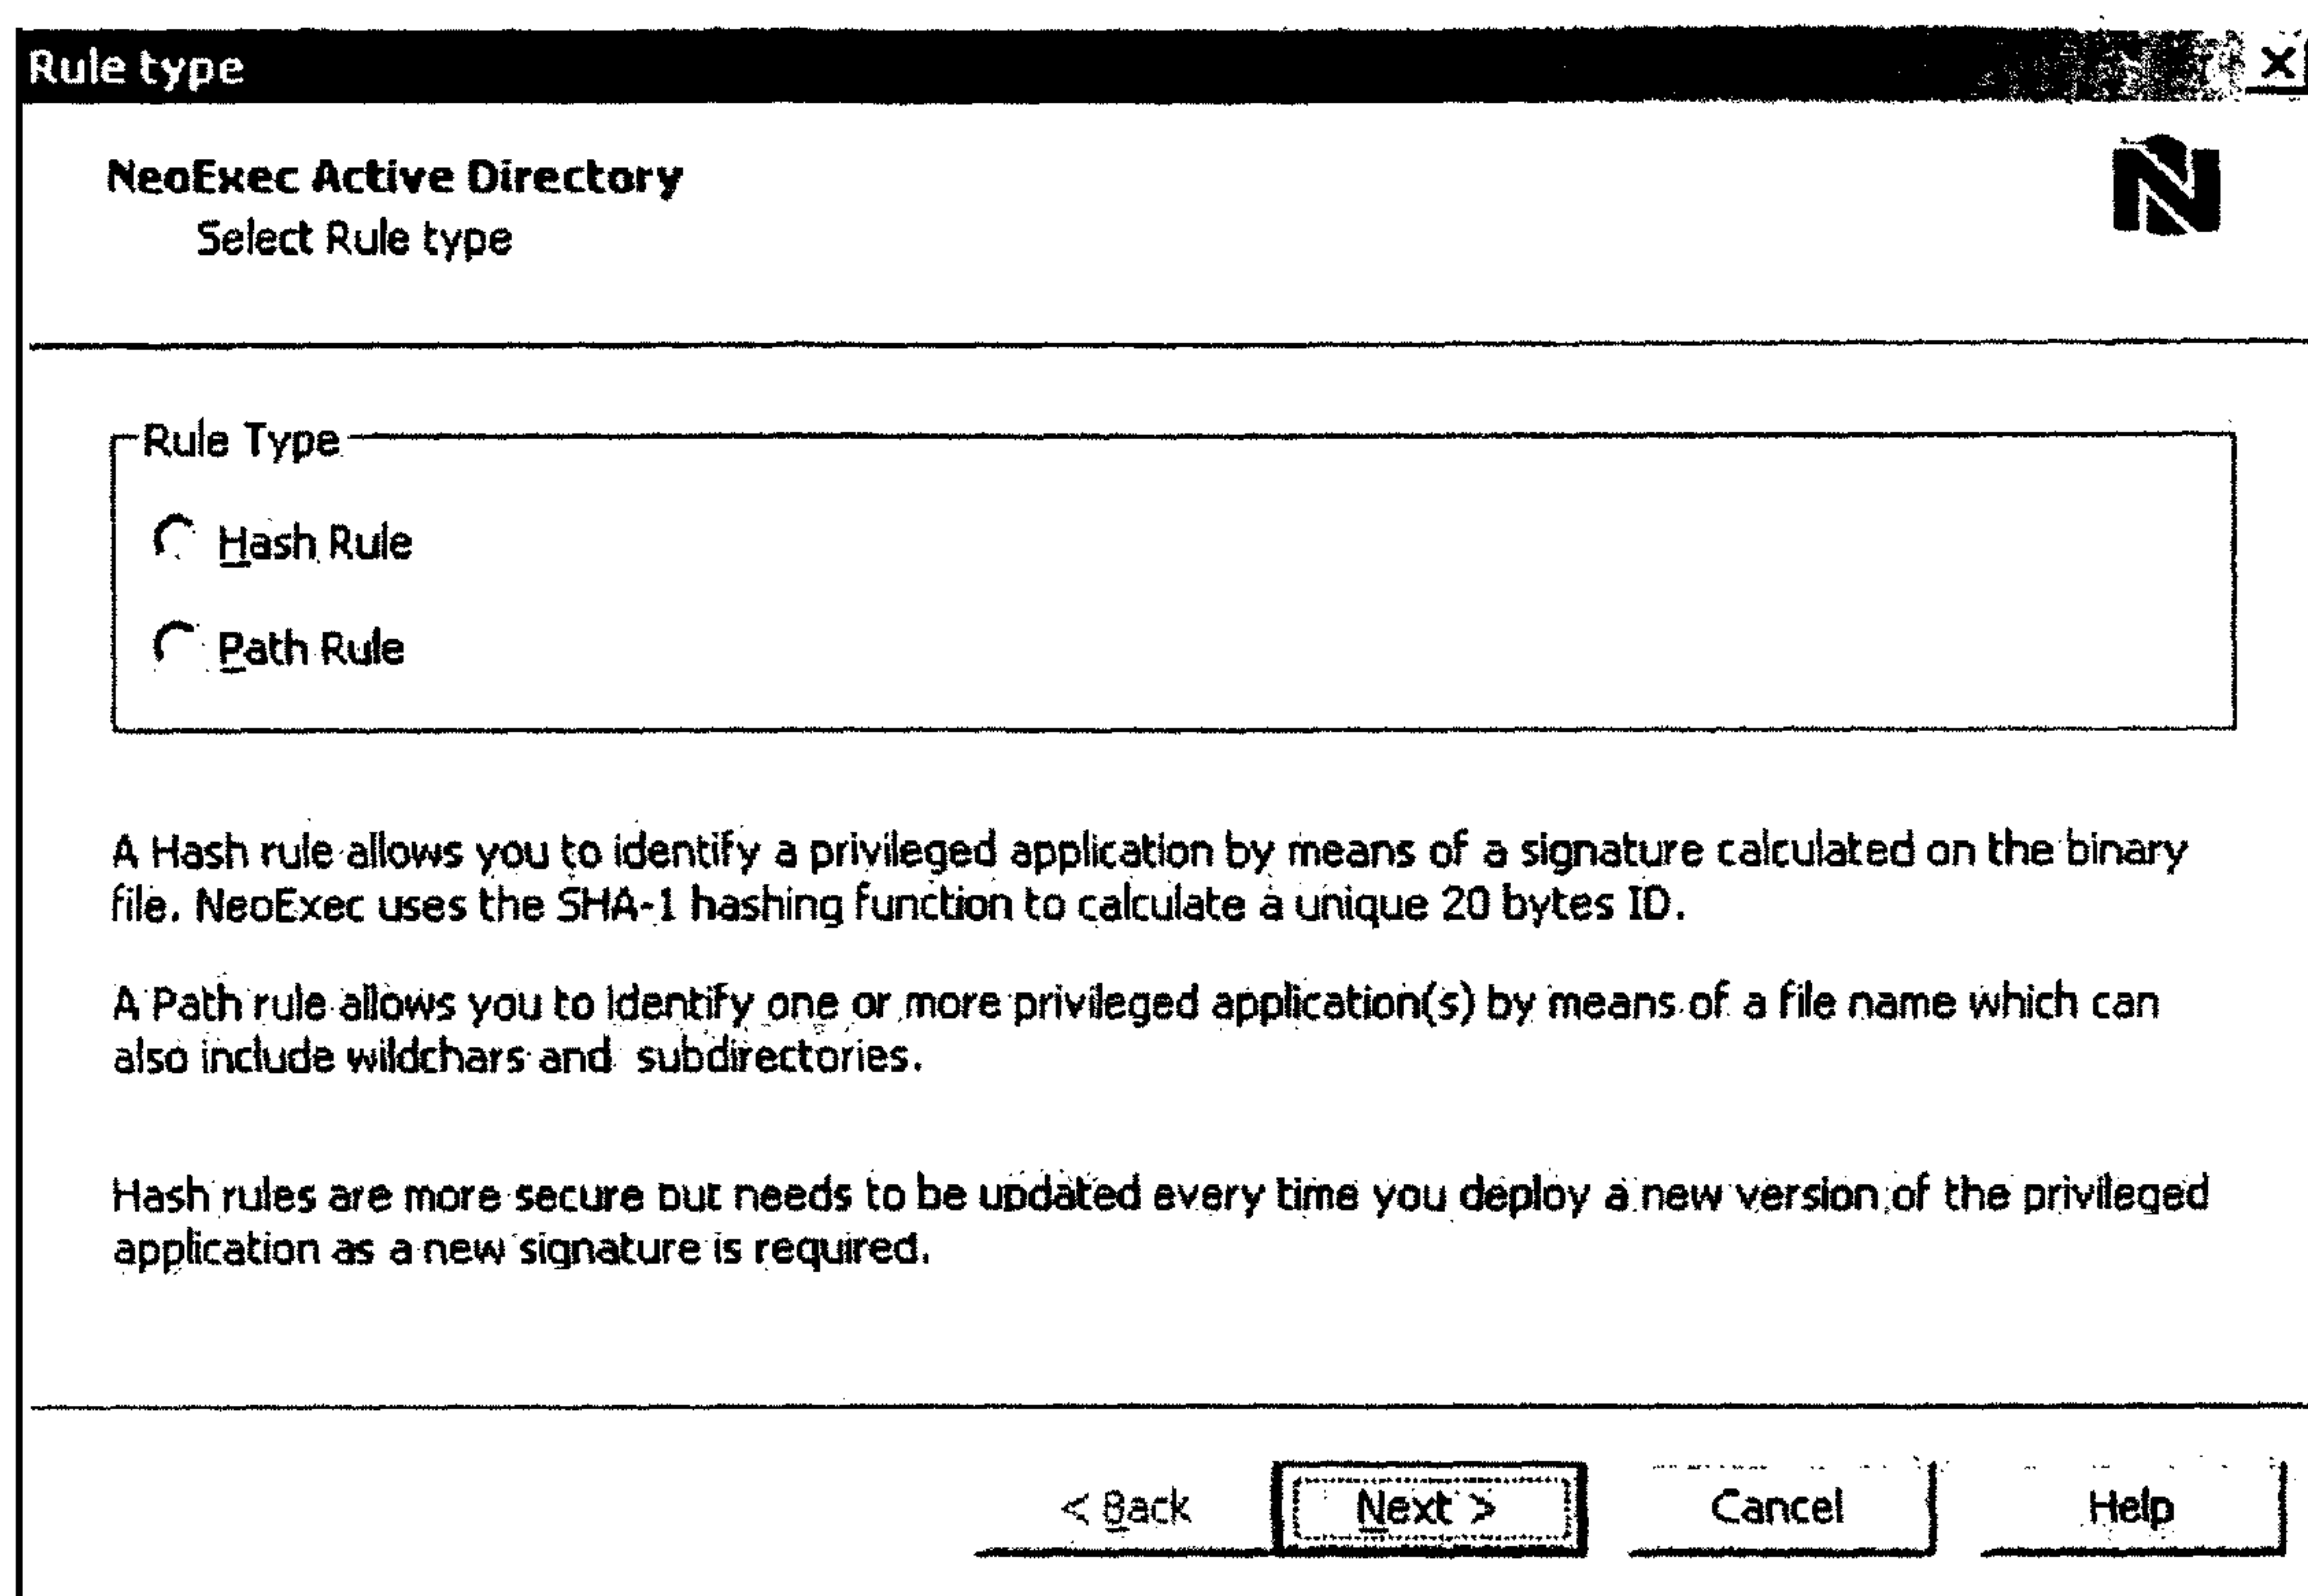 Rule type
NeoExec Active Directory
Select Rule type
Rule Type
Hash Rule
Path Rule
A Hash rule allows you to identify a privileged application by means of a signature calculated on the binary
file. NeoExec uses the SHA-1 hashing function to calculate a unique 20 bytes ID.
A Path rule allows you to identify one or more privileged application(s) by means of a file name which can
also include wildchars and subdirectories.
Hash rules are more secure but needs to be updated every time you deploy a new version of the privileged
application as a new signature is required.
< Back Next > Cancel Help